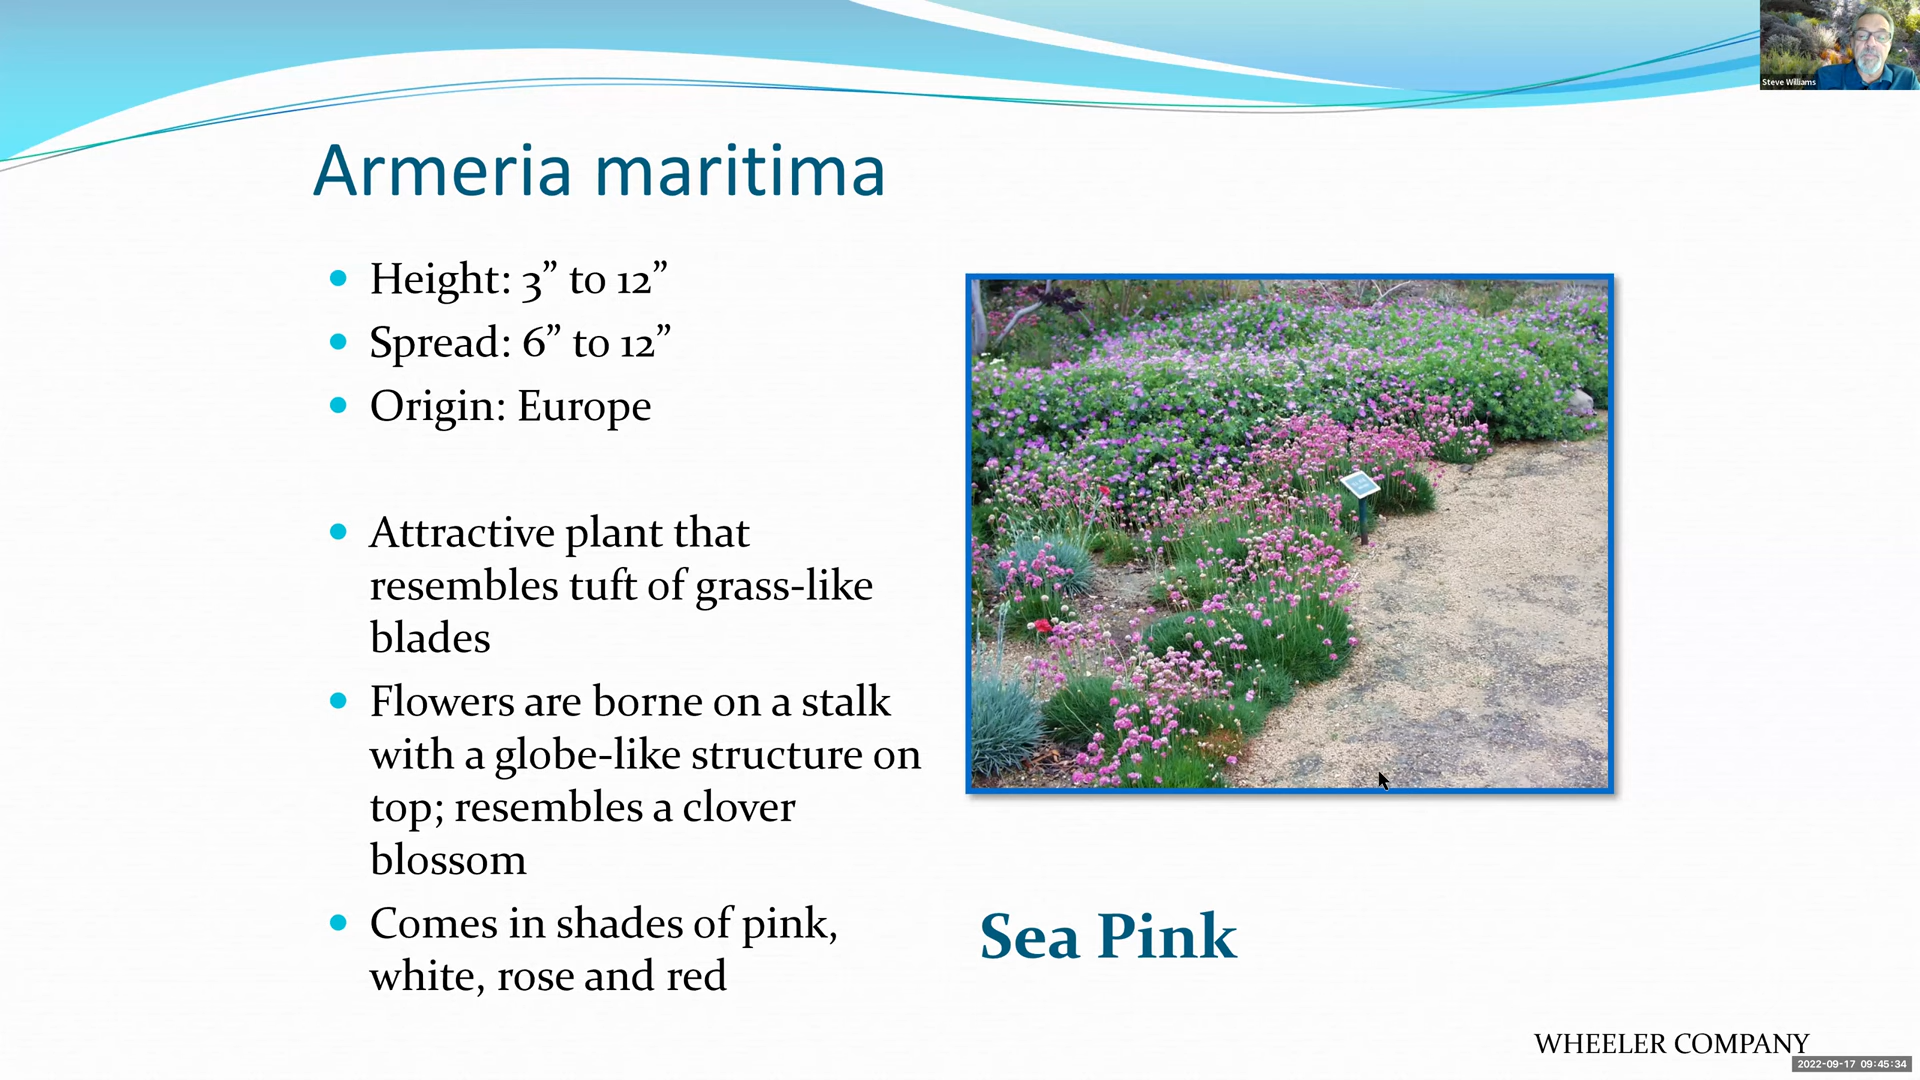 Steve Williams
Armeria maritima
• Height: 3” to 12”
• Spread: 6” to 12”
• Origin: Europe
• Attractive plant that
resembles tuft of grass-like
blades
• Flowers are borne on a stalk
with a globe-like structure on
top; resembles a clover
blossom
• Comes in shades of pink,
white, rose and red
Sea Pink
WHEELER COMPANY
2022-09-17 09:45:34